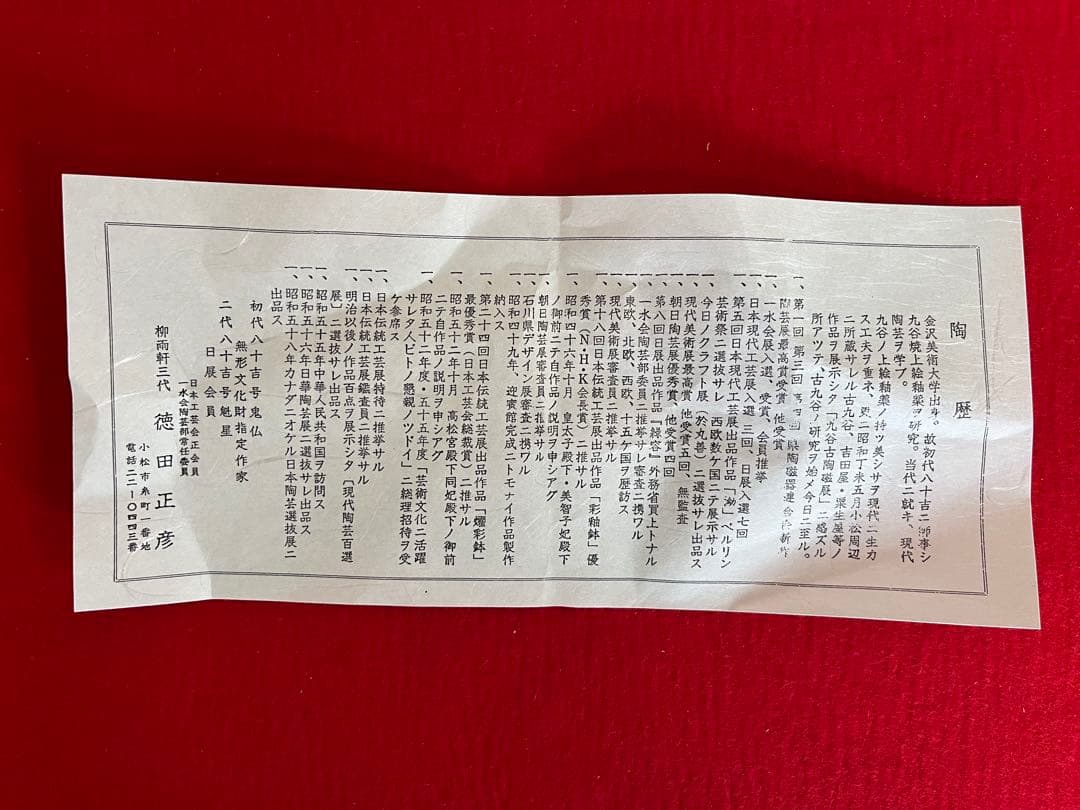 陶歴
金沢美術大学出身。故初代八十吉ニ師事シ
九谷焼上絵釉薬ヲ研究。当代ニ就キ、現代
陶芸ヲ学ブ。
九谷ノ上絵釉薬ノ持ツ美シサヲ現代ニ生カ
ス工夫ヲ重ネ、更ニ昭和丁未五月小松周辺
ニ所蔵サレル古九谷、吉田屋・粟生屋等ノ
作品ヲ展示シタ「九谷古陶磁展」ニ感ズル
所アツテ、古九谷ノ研究ヲ始メ今日ニ至ル。
一、第一回 第三回 第四回 陶磁器連合会新作
陶芸展最高賞受賞 他受賞
一、一水会展入選、受賞、会員推挙
一、日本現代工芸展入選 三回、日展入選七回
一、第五回日本現代工芸展出品作品「泑」ベルリン
芸術祭ニ選抜サレ 西欧数ケ国ニテ展示サル
一、今日ノクラフト展（於丸善）ニ選抜サレ出品ス
一、現代美術展最高賞 他受賞五回、無監査
一、朝日陶芸展優秀賞、他受賞四回
一、第八回日展出品作品『緑容』外務省買上トナル
一、一水会陶芸部委員ニ推挙サレ審査ニ携ワル
一、東欧、北欧、西欧、十五ケ国ヲ歴訪ス
一、現代美術展審査員ニ推挙サル
一、第十八回日本伝統工芸展出品作品「彩釉鉢」優
秀賞（N・H・K会長賞）ニ推サル
一、昭和四十六年十月 皇太子殿下・美智子妃殿下
ノ御前ニテ自作品ノ説明ヲ申シアグ
一、朝日陶芸展審査員ニ推挙サル
一、石川県デザイン展審査ニ携ワル
一、昭和四十九年、迎賓館完成ニトモナイ作品製作
納入ス
一、第二十四回日本伝統工芸展出品作品「燿彩鉢」
最優秀賞（日本工芸会総裁賞）ニ推サル
一、昭和五十二年十月 高松宮殿下同妃殿下ノ御前
ニテ自作品ノ説明ヲ申シアグ
一、昭和五十二年度・五十五年度「芸術文化ニ活躍
サレタ人ビトノ懇親ノツドイ」ニ総理招待ヲ受
ケ参席ス
一、日本伝統工芸展特待ニ推挙サル
一、日本伝統工芸展鑑査員ニ推挙サル
一、明治以後ノ作品百点ヲ展示シタ〔現代陶芸百選
展〕ニ選抜サレ出品ス
一、昭和五十五年中華人民共和国ヲ訪問ス
一、昭和五十六年日華陶芸展ニ選抜サレ出品ス
一、昭和五十八年カナダニオケル日本陶芸選抜展ニ
出品ス
初代八十吉号鬼仏
無形文化財指定作家
二代八十吉号魁星
日展会員
日本工芸会正会員
一水会陶芸部常任委員
柳雨軒三代 徳田正彦
小松市糸町一番地
電話二二－〇四四三番